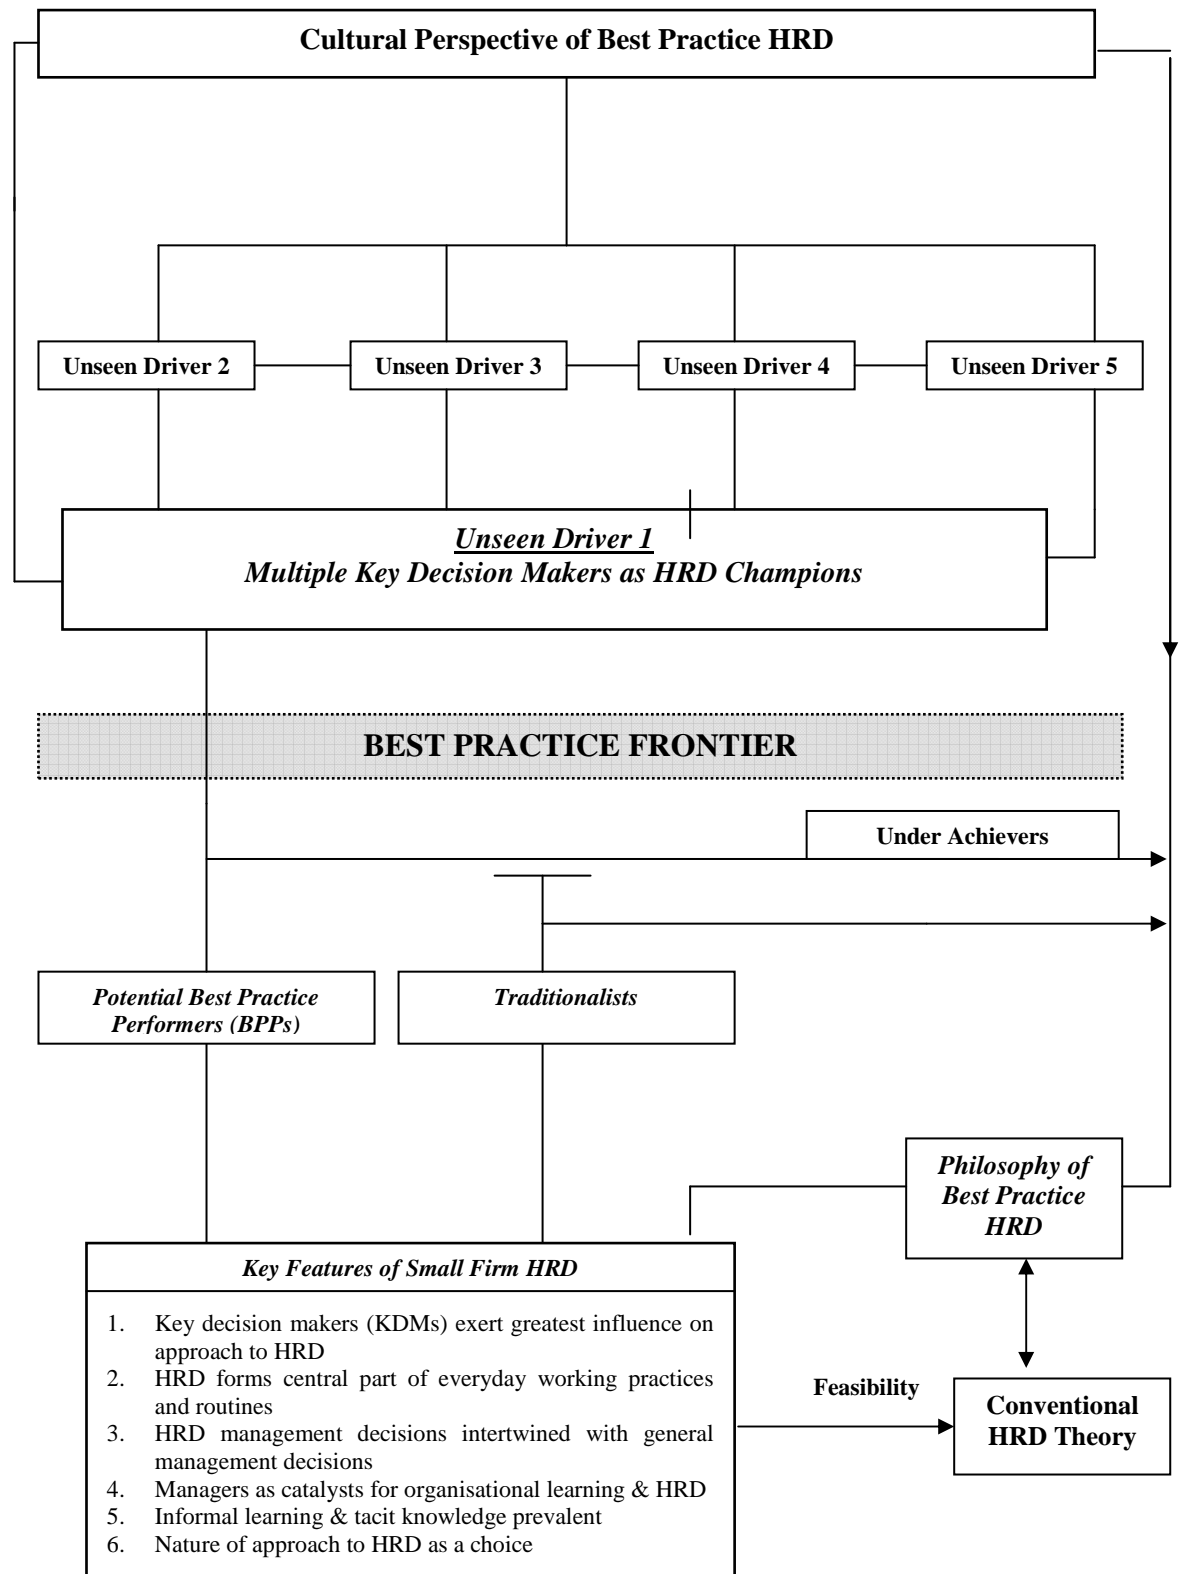 Cultural Perspective of Best Practice HRD
Unseen Driver 2
Unseen Driver 3
Unseen Driver 4
Unseen Driver 5
Unseen Driver 1
Multiple Key Decision Makers as HRD Champions
BEST PRACTICE FRONTIER
Under Achievers
Potential Best Practice
Performers (BPPs)
Traditionalists
Philosophy of
Best Practice
HRD
Key Features of Small Firm HRD
1. Key decision makers (KDMs) exert greatest influence on
approach to HRD
2. HRD forms central part of everyday working practices
and routines
3. HRD management decisions intertwined with general
management decisions
4. Managers as catalysts for organisational learning & HRD
5. Informal learning & tacit knowledge prevalent
6. Nature of approach to HRD as a choice
Feasibility
Conventional
HRD Theory